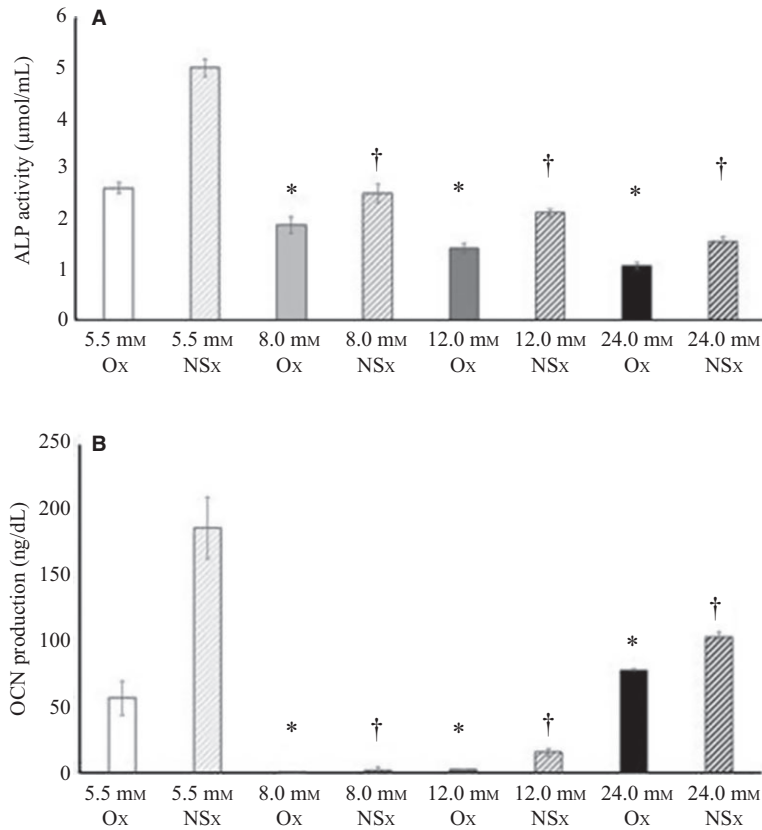 A
ALP activity (μmol/mL)
6
5
4
3
2
1
0
* † * † * †
5.5 mM 5.5 mM 8.0 mM 8.0 mM 12.0 mM 12.0 mM 24.0 mM 24.0 mM
Ox NSx Ox NSx Ox NSx Ox NSx
B
OCN production (ng/dL)
250
200
150
100
50
0
* † * † * †
5.5 mM 5.5 mM 8.0 mM 8.0 mM 12.0 mM 12.0 mM 24.0 mM 24.0 mM
Ox NSx Ox NSx Ox NSx Ox NSx